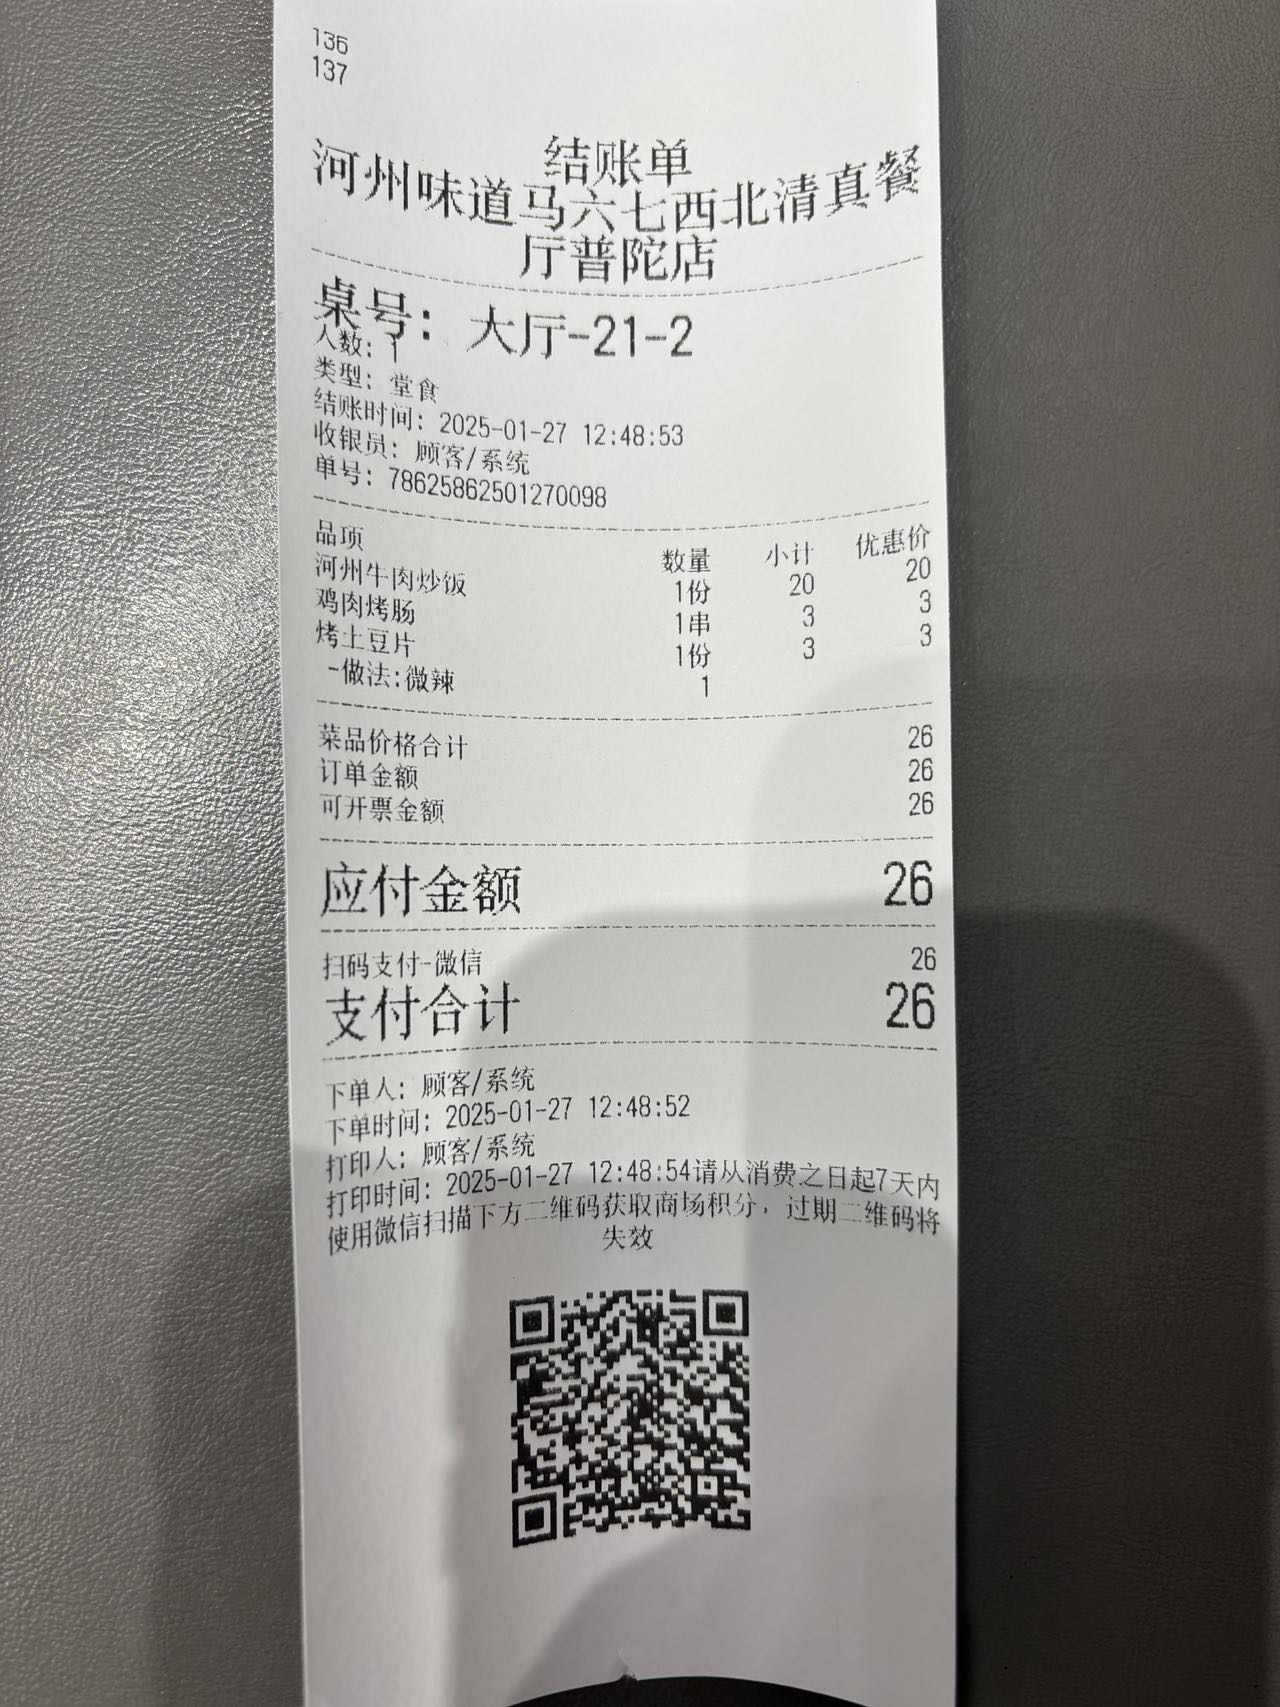 136
137
结账单
河州味道马六七西北清真餐
厅普陀店
桌号： 大厅-21-2
人数：1
类型：堂食
结账时间：2025-01-27 12:48:53
收银员：顾客/系统
单号：78625862501270098
品项 数量 小计 优惠价
河州牛肉炒饭 1份 20 20
鸡肉烤肠 1串 3 3
烤土豆片 1份 3 3
-做法:微辣 1
菜品价格合计 26
订单金额 26
可开票金额 26
应付金额 26
扫码支付-微信 26
支付合计 26
下单人：顾客/系统
下单时间：2025-01-27 12:48:52
打印人：顾客/系统
打印时间：2025-01-27 12:48:54请从消费之日起7天内
使用微信扫描下方二维码获取商场积分，过期二维码将
失效